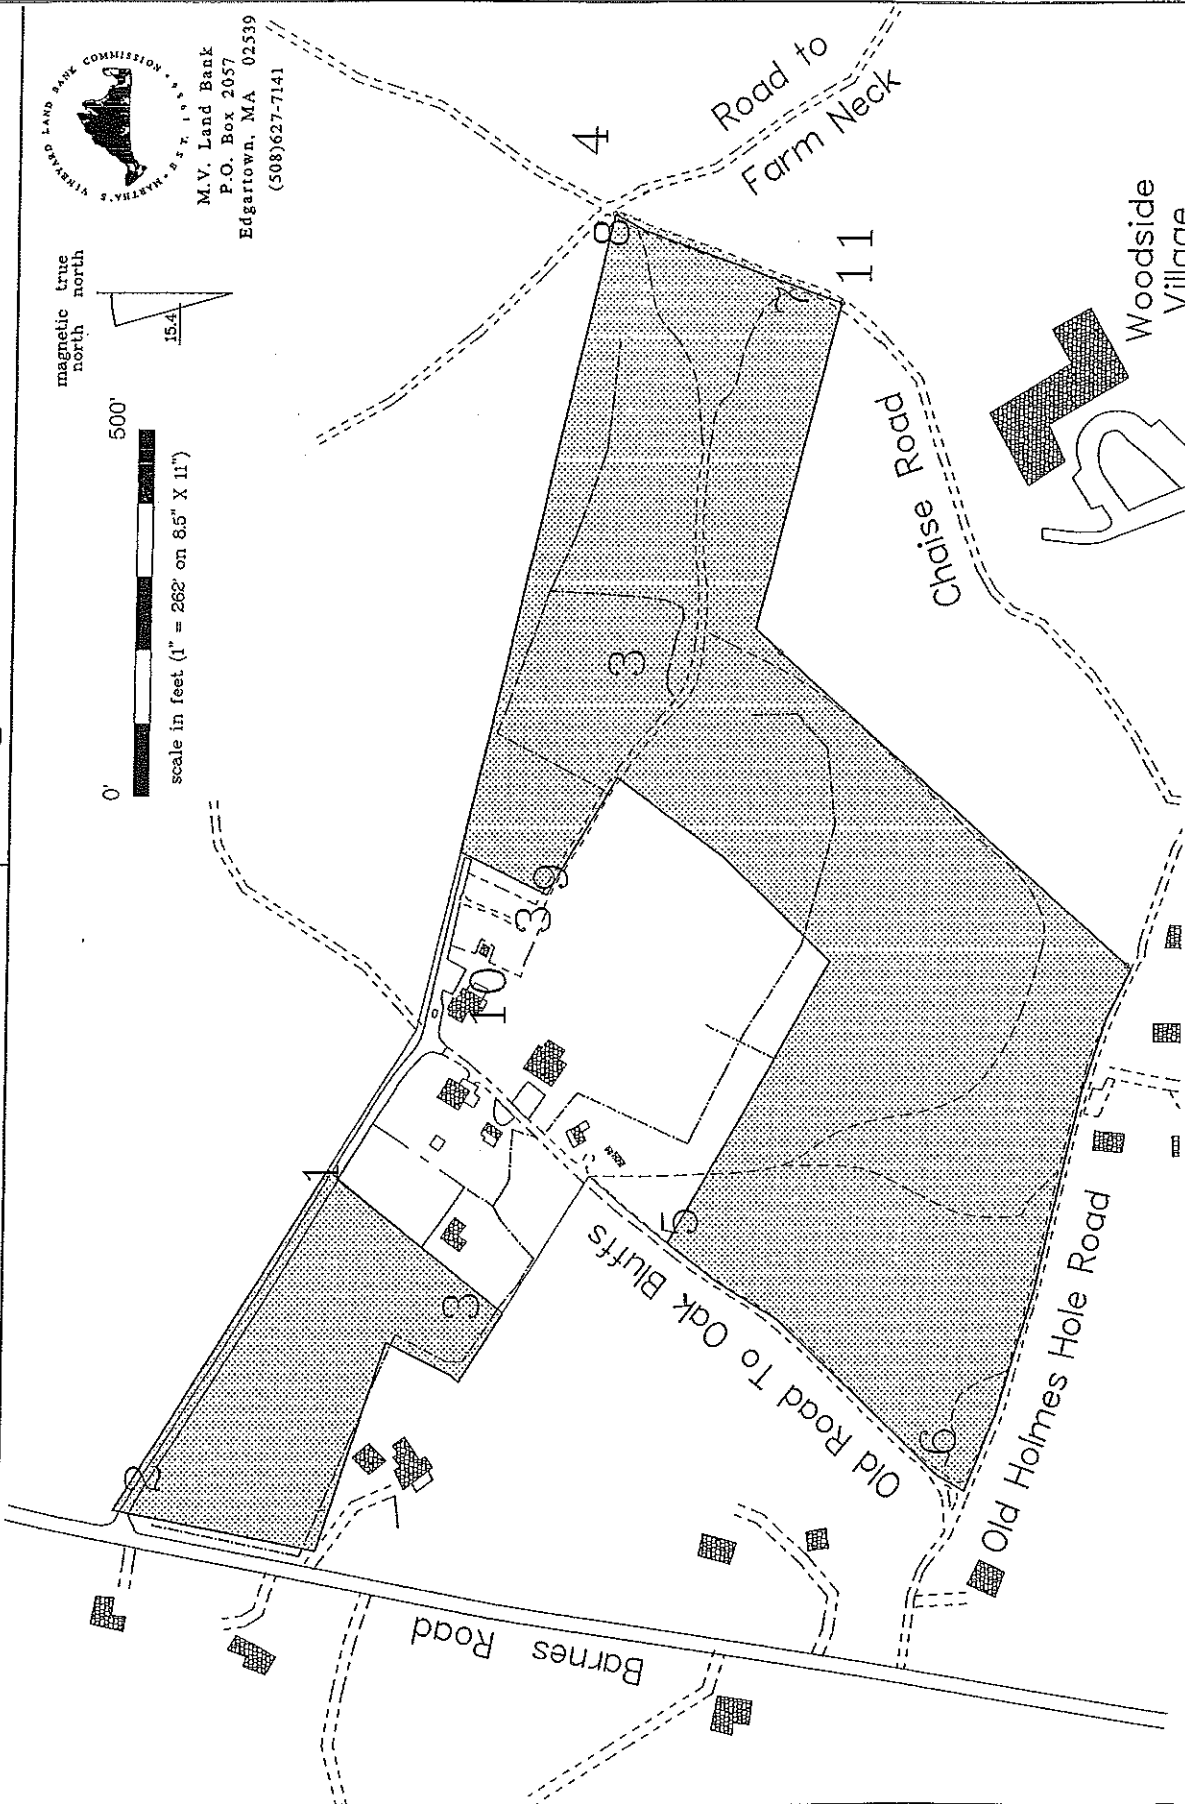 MARTHA'S VINEYARD LAND BANK COMMISSION • EST. 1986 •
M.V. Land Bank
P.O. Box 2057
Edgartown, MA 02539
(508)627-7141
magnetic north
true north
15.4
0'
500'
scale in feet (1" = 262' on 8.5" X 11")
Road to
Farm Neck
4
8
11
Woodside
Village
Chaise Road
3
3
9
10
1
2
3
7
5
6
Old Road To Oak Bluffs
Old Holmes Hole Road
Barnes Road